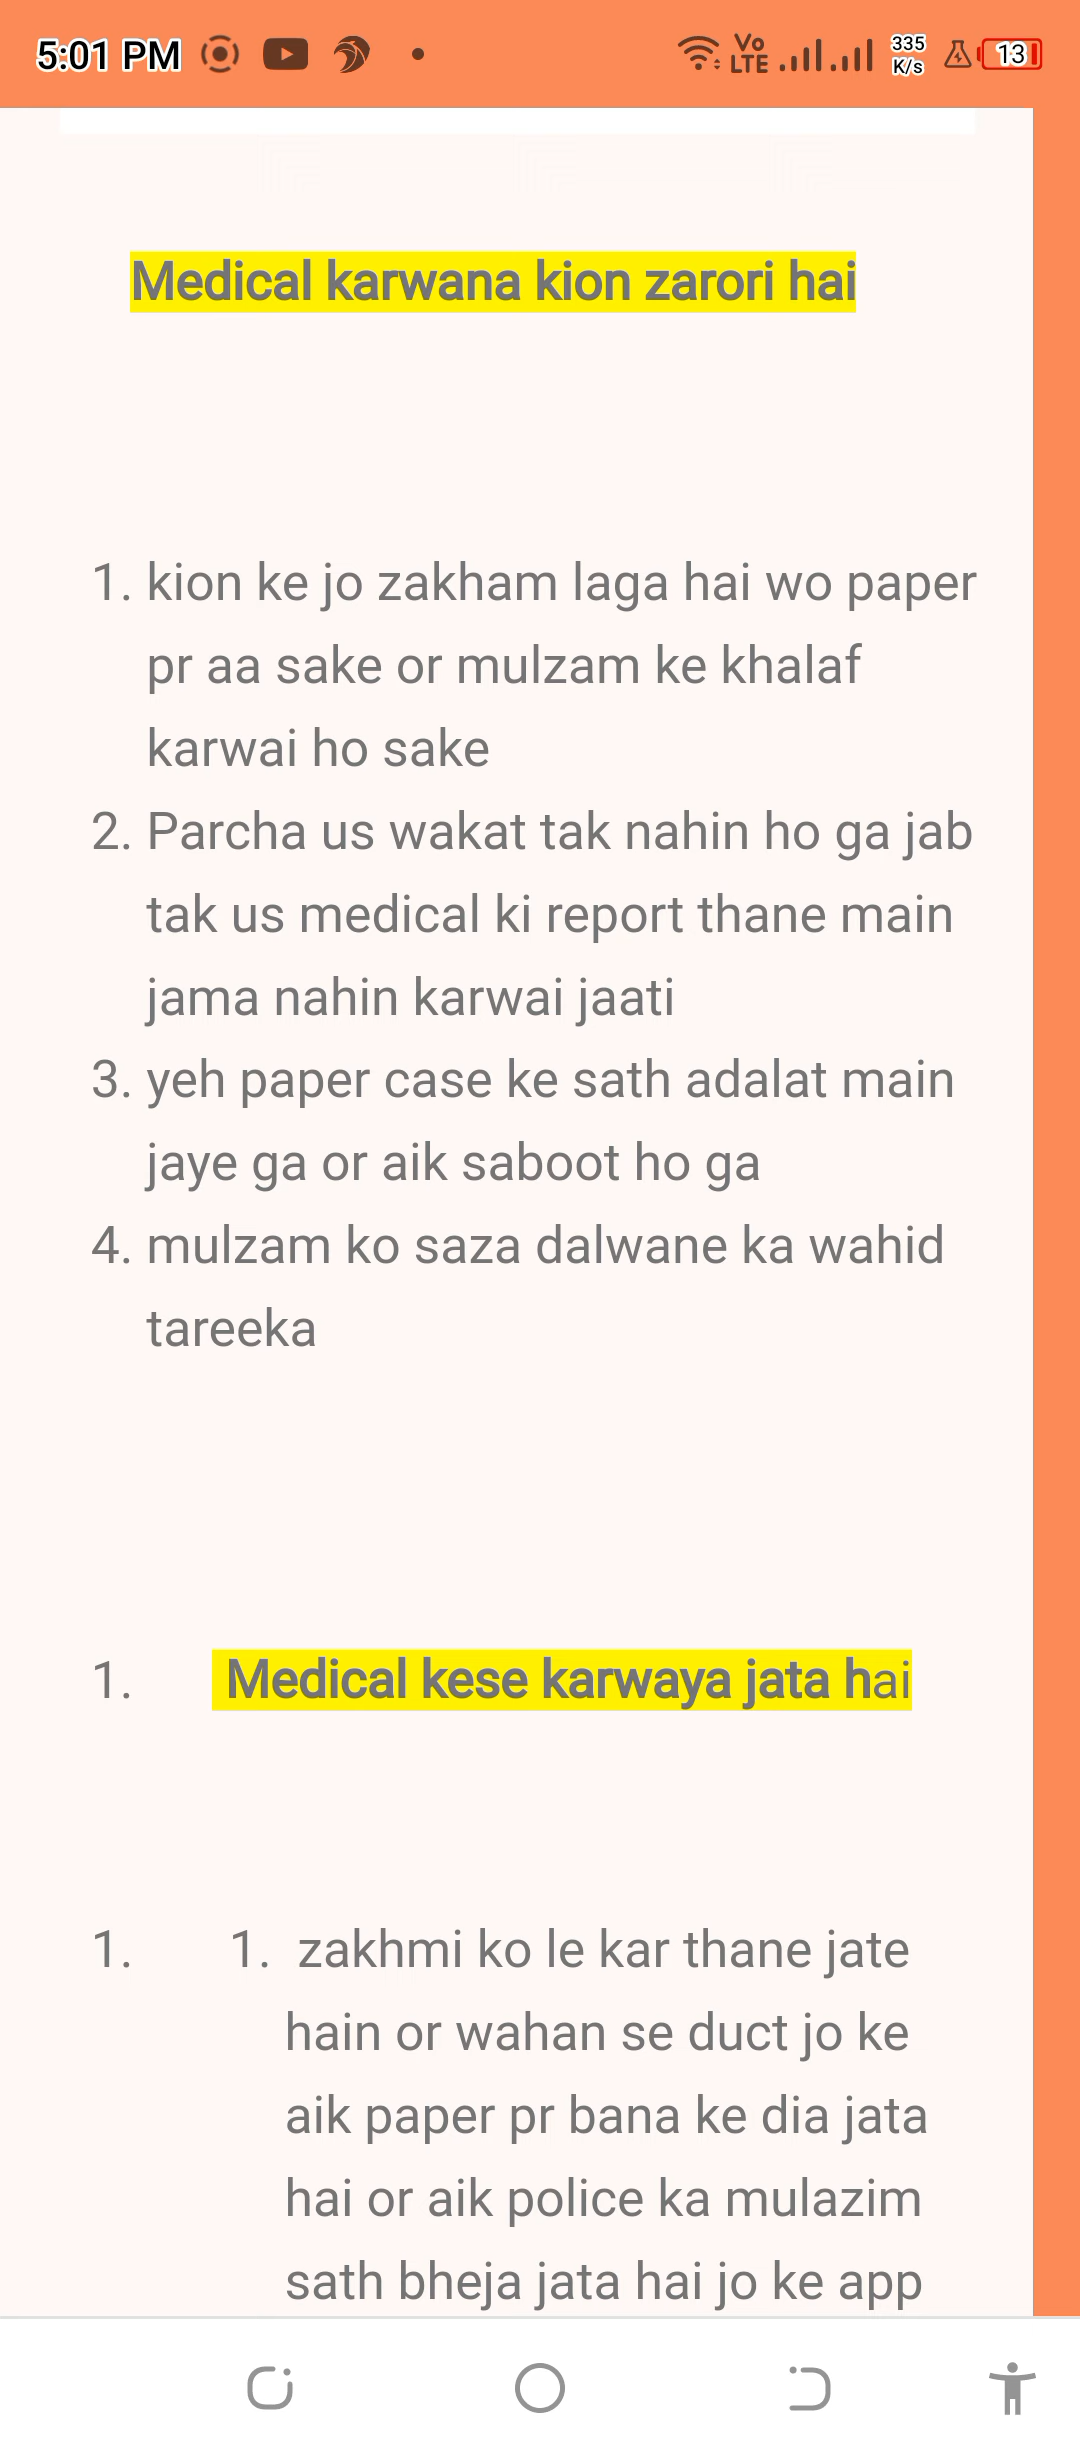 5:01 PM
Vo LTE
335 K/s
13
Medical karwana kion zarori hai
1. kion ke jo zakham laga hai wo paper
pr aa sake or mulzam ke khalaf
karwai ho sake
2. Parcha us wakat tak nahin ho ga jab
tak us medical ki report thane main
jama nahin karwai jaati
3. yeh paper case ke sath adalat main
jaye ga or aik saboot ho ga
4. mulzam ko saza dalwane ka wahid
tareeka
1. Medical kese karwaya jata hai
1. 1. zakhmi ko le kar thane jate
hain or wahan se duct jo ke
aik paper pr bana ke dia jata
hai or aik police ka mulazim
sath bheja jata hai jo ke app